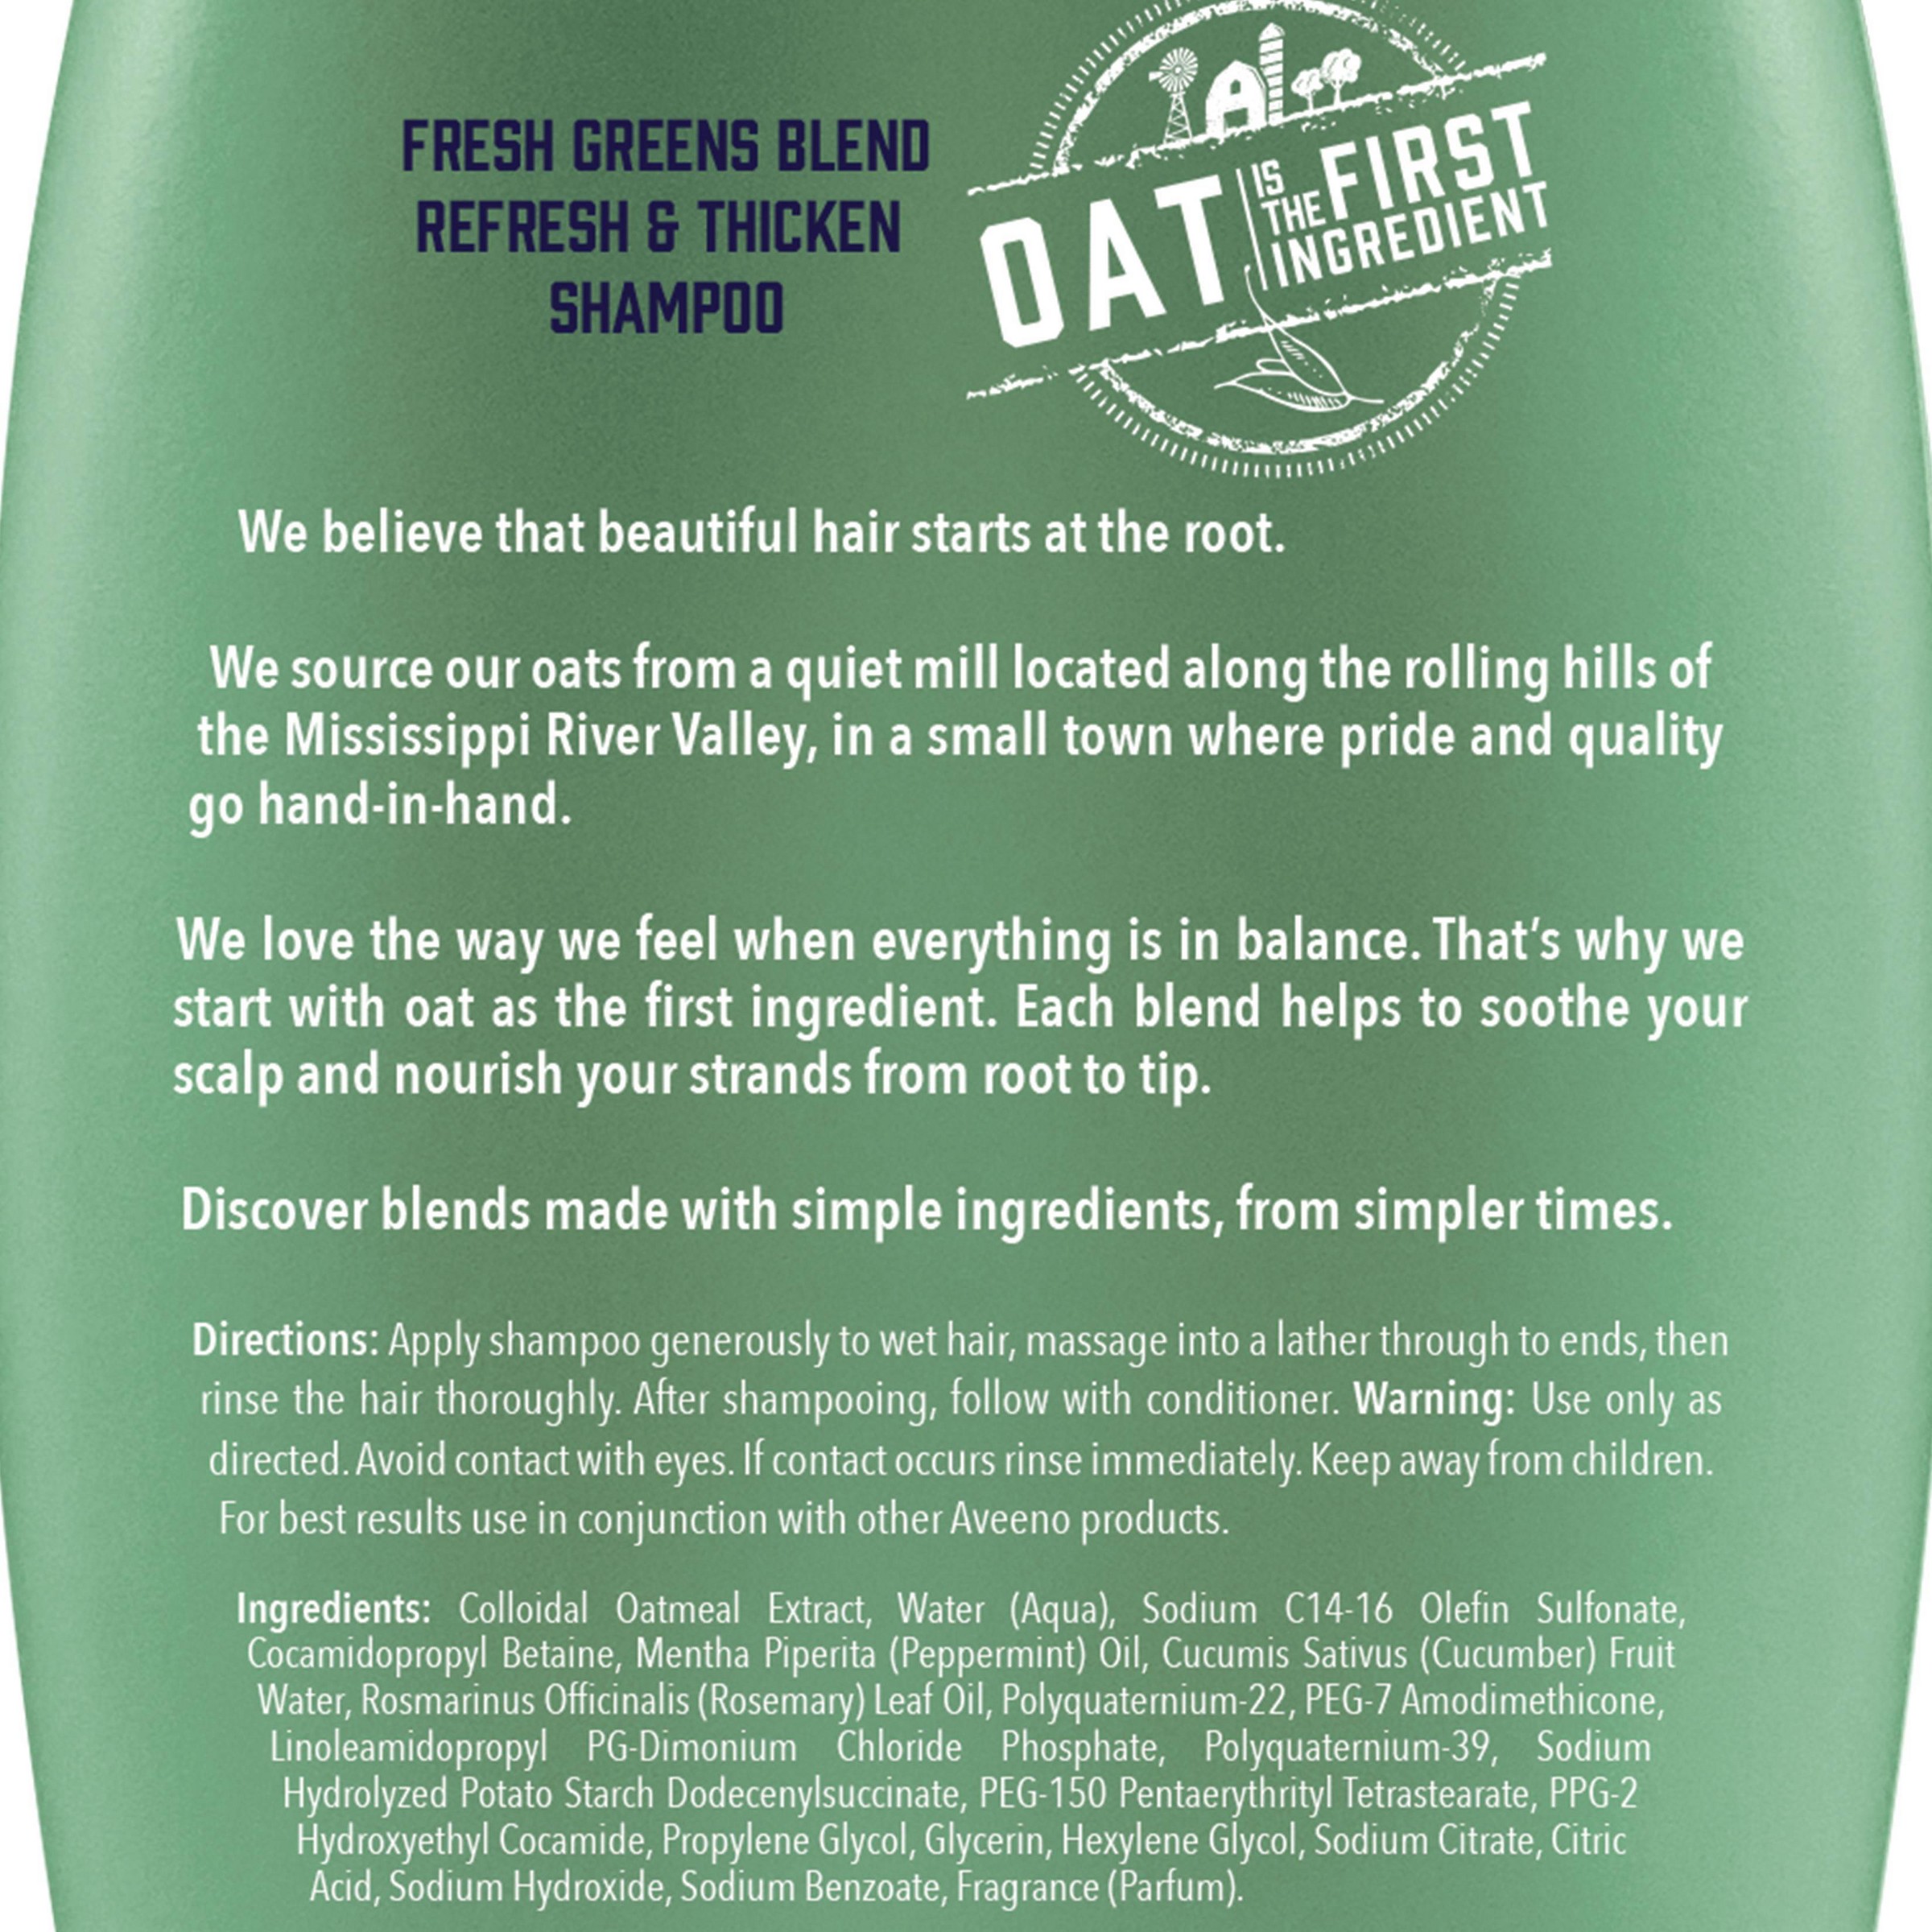 FRESH GREENS BLEND
REFRESH & THICKEN
SHAMPOO
OAT IS THE FIRST INGREDIENT
We believe that beautiful hair starts at the root.
We source our oats from a quiet mill located along the rolling hills of
the Mississippi River Valley, in a small town where pride and quality
go hand-in-hand.
We love the way we feel when everything is in balance. That’s why we
start with oat as the first ingredient. Each blend helps to soothe your
scalp and nourish your strands from root to tip.
Discover blends made with simple ingredients, from simpler times.
Directions: Apply shampoo generously to wet hair, massage into a lather through to ends, then
rinse the hair thoroughly. After shampooing, follow with conditioner. Warning: Use only as
directed. Avoid contact with eyes. If contact occurs rinse immediately. Keep away from children.
For best results use in conjunction with other Aveeno products.
Ingredients: Colloidal Oatmeal Extract, Water (Aqua), Sodium C14-16 Olefin Sulfonate,
Cocamidopropyl Betaine, Mentha Piperita (Peppermint) Oil, Cucumis Sativus (Cucumber) Fruit
Water, Rosmarinus Officinalis (Rosemary) Leaf Oil, Polyquaternium-22, PEG-7 Amodimethicone,
Linoleamidopropyl PG-Dimonium Chloride Phosphate, Polyquaternium-39, Sodium
Hydrolyzed Potato Starch Dodecenylsuccinate, PEG-150 Pentaerythrityl Tetrastearate, PPG-2
Hydroxyethyl Cocamide, Propylene Glycol, Glycerin, Hexylene Glycol, Sodium Citrate, Citric
Acid, Sodium Hydroxide, Sodium Benzoate, Fragrance (Parfum).